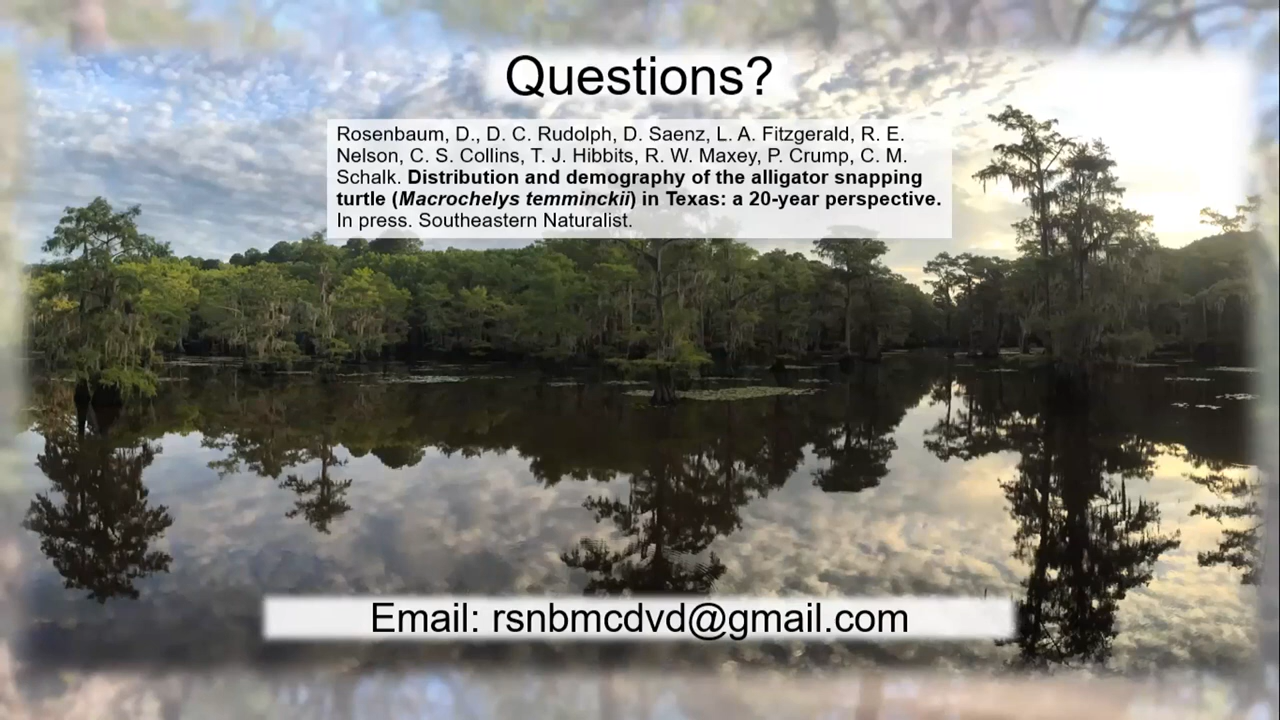 Questions?
Rosenbaum, D., D. C. Rudolph, D. Saenz, L. A. Fitzgerald, R. E.
Nelson, C. S. Collins, T. J. Hibbits, R. W. Maxey, P. Crump, C. M.
Schalk. Distribution and demography of the alligator snapping
turtle (Macrochelys temminckii) in Texas: a 20-year perspective.
In press. Southeastern Naturalist.
Email: rsnbmcdvd@gmail.com